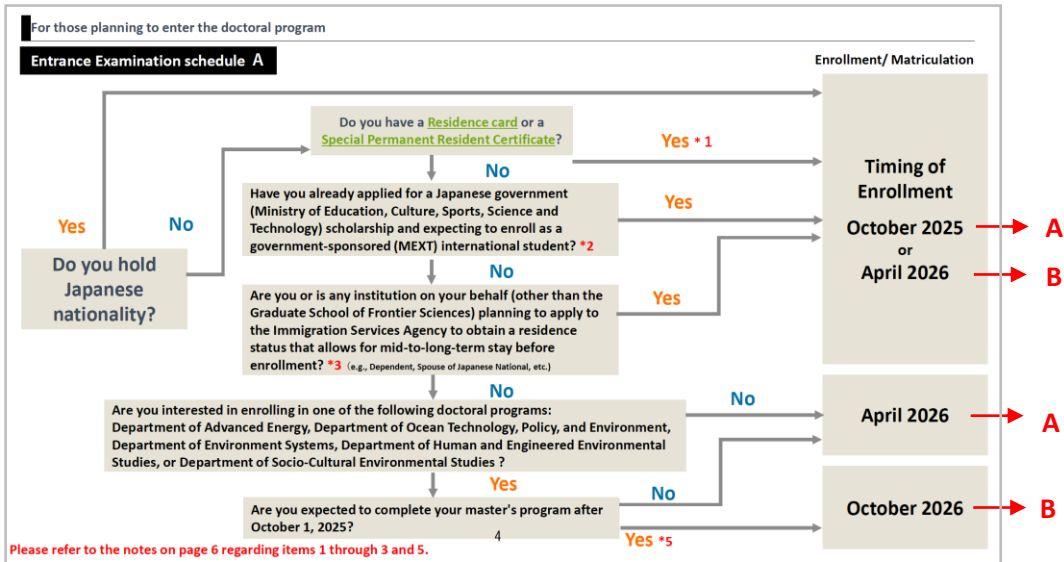 For those planning to enter the doctoral program
Entrance Examination schedule A
Enrollment/ Matriculation
Do you have a Residence card or a
Special Permanent Resident Certificate?
Yes *1
No
Have you already applied for a Japanese government
(Ministry of Education, Culture, Sports, Science and
Technology) scholarship and expecting to enroll as a
government-sponsored (MEXT) international student? *2
Yes
Timing of
Enrollment
October 2025
A
or
April 2026
B
Yes
No
Do you hold
Japanese
nationality?
No
Are you or is any institution on your behalf (other than the
Graduate School of Frontier Sciences) planning to apply to
the Immigration Services Agency to obtain a residence
status that allows for mid-to-long-term stay before
enrollment? *3 (e.g., Dependent, Spouse of Japanese National, etc.)
Yes
No
Are you interested in enrolling in one of the following doctoral programs:
Department of Advanced Energy, Department of Ocean Technology, Policy, and Environment,
Department of Environment Systems, Department of Human and Engineered Environmental
Studies, or Department of Socio-Cultural Environmental Studies ?
No
April 2026
A
Yes
Are you expected to complete your master's program after
October 1, 2025?
No
Yes *5
October 2026
B
4
Please refer to the notes on page 6 regarding items 1 through 3 and 5.